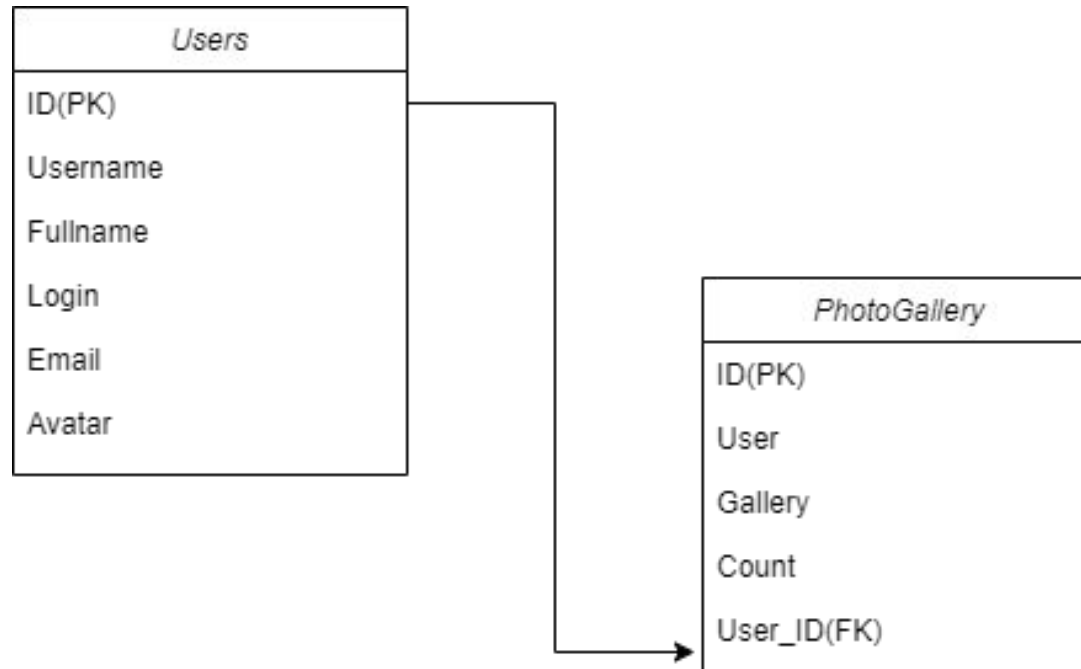 Users
ID(PK)
Username
Fullname
Login
Email
Avatar
PhotoGallery
ID(PK)
User
Gallery
Count
User_ID(FK)